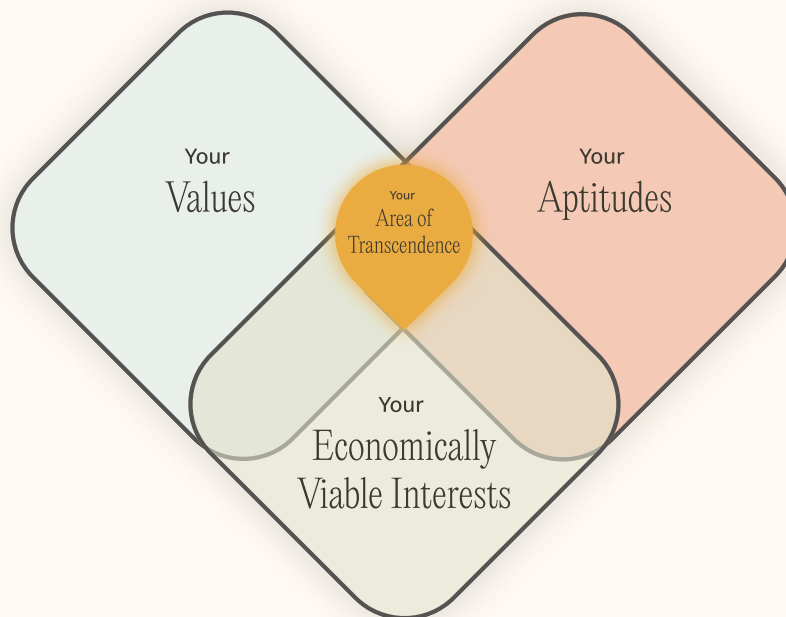 Your
Values
Your
Aptitudes
Your
Area of
Transcendence
Your
Economically
Viable Interests